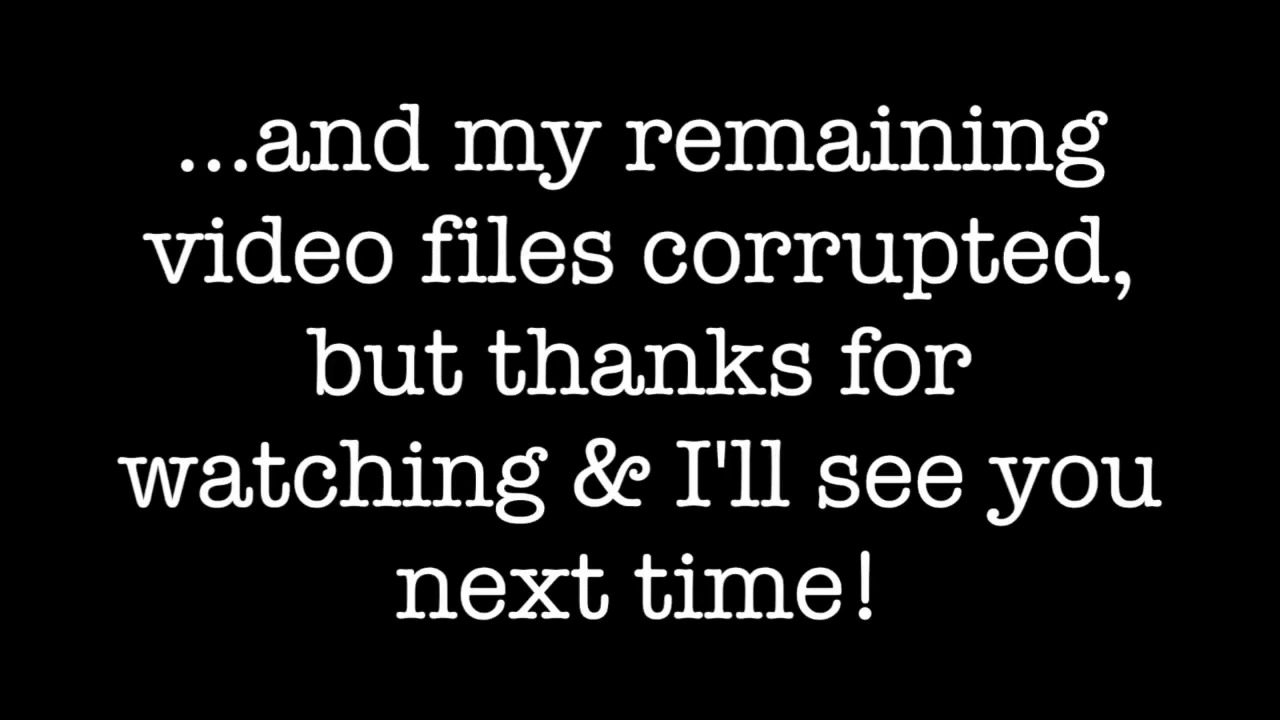 ...and my remaining
video files corrupted,
but thanks for
watching & I'll see you
next time!